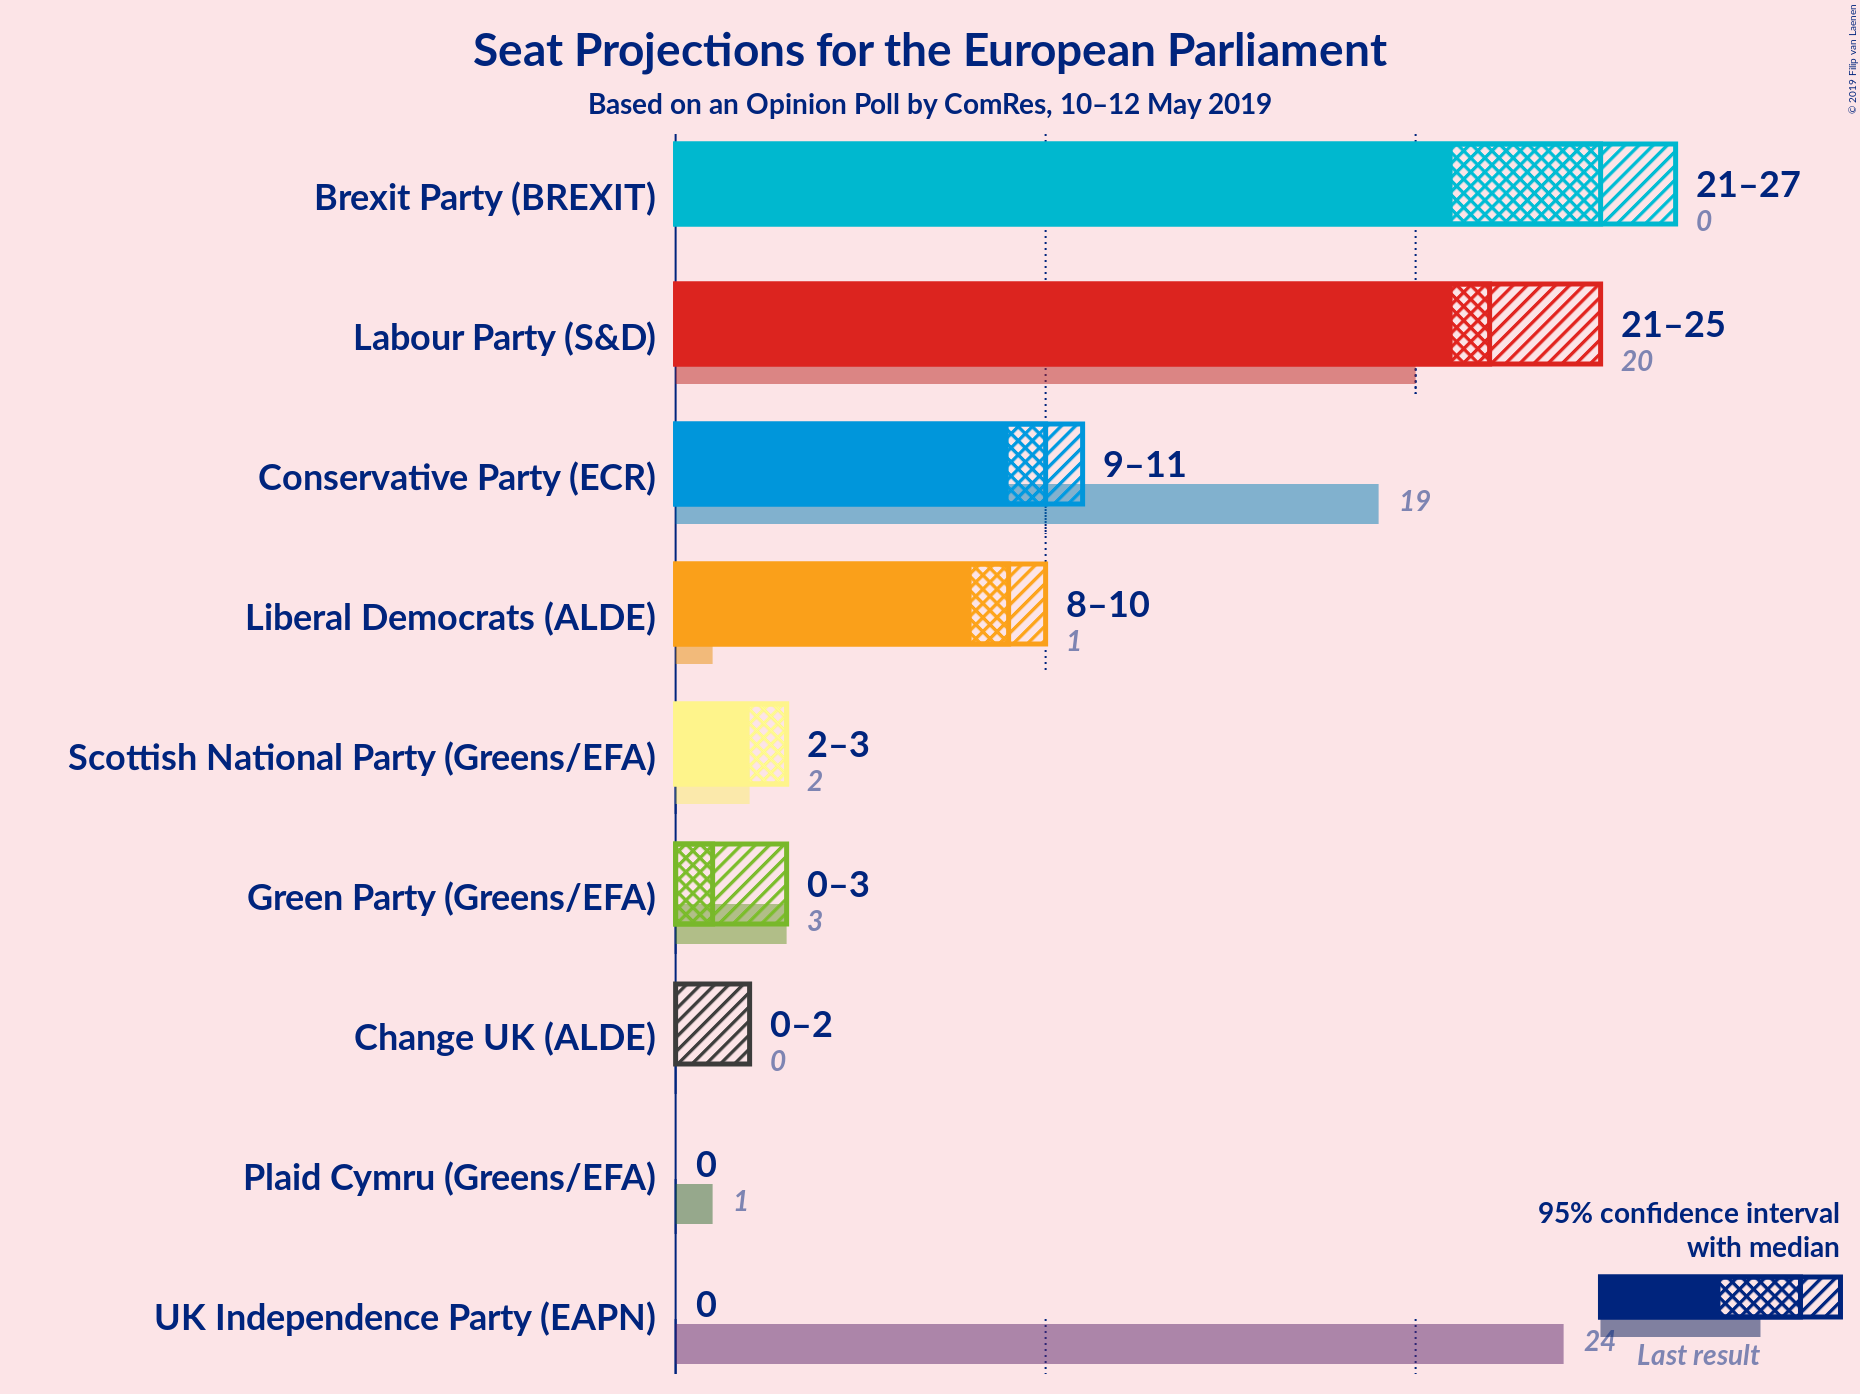 Seat Projections for the European Parliament
Based on an Opinion Poll by ComRes, 10–12 May 2019
© 2019 Filip van Laenen
Brexit Party (BREXIT)
21–27
0
Labour Party (S&D)
21–25
20
Conservative Party (ECR)
9–11
19
Liberal Democrats (ALDE)
8–10
1
Scottish National Party (Greens/EFA)
2–3
2
Green Party (Greens/EFA)
0–3
3
Change UK (ALDE)
0–2
0
Plaid Cymru (Greens/EFA)
0
1
UK Independence Party (EAPN)
0
24
95% confidence interval
with median
Last result